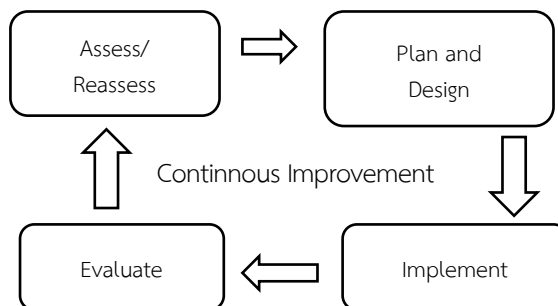 Assess/
Reassess
Plan and
Design
Continnous Improvement
Evaluate
Implement